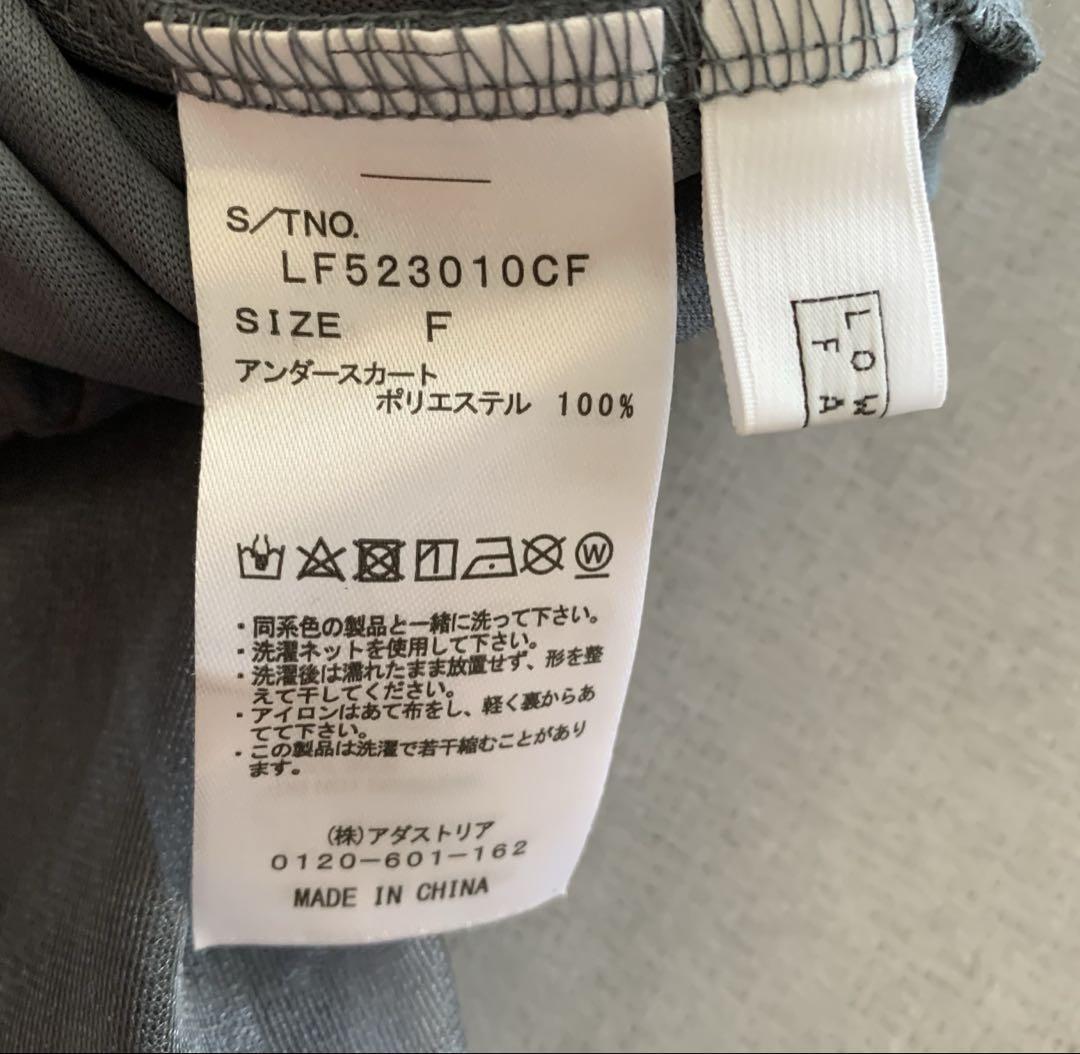 S/TNO.
LF523010CF
SIZE F
アンダースカート
ポリエステル 100%
W
・同系色の製品と一緒に洗って下さい。
・洗濯ネットを使用して下さい。
・洗濯後は濡れたまま放置せず、形を整
えて干してください。
・アイロンはあて布をし、軽く裏からあ
てて下さい。
・この製品は洗濯で若干縮むことがあり
ます。
(株)アダストリア
0120-601-162
MADE IN CHINA
LOW
FA